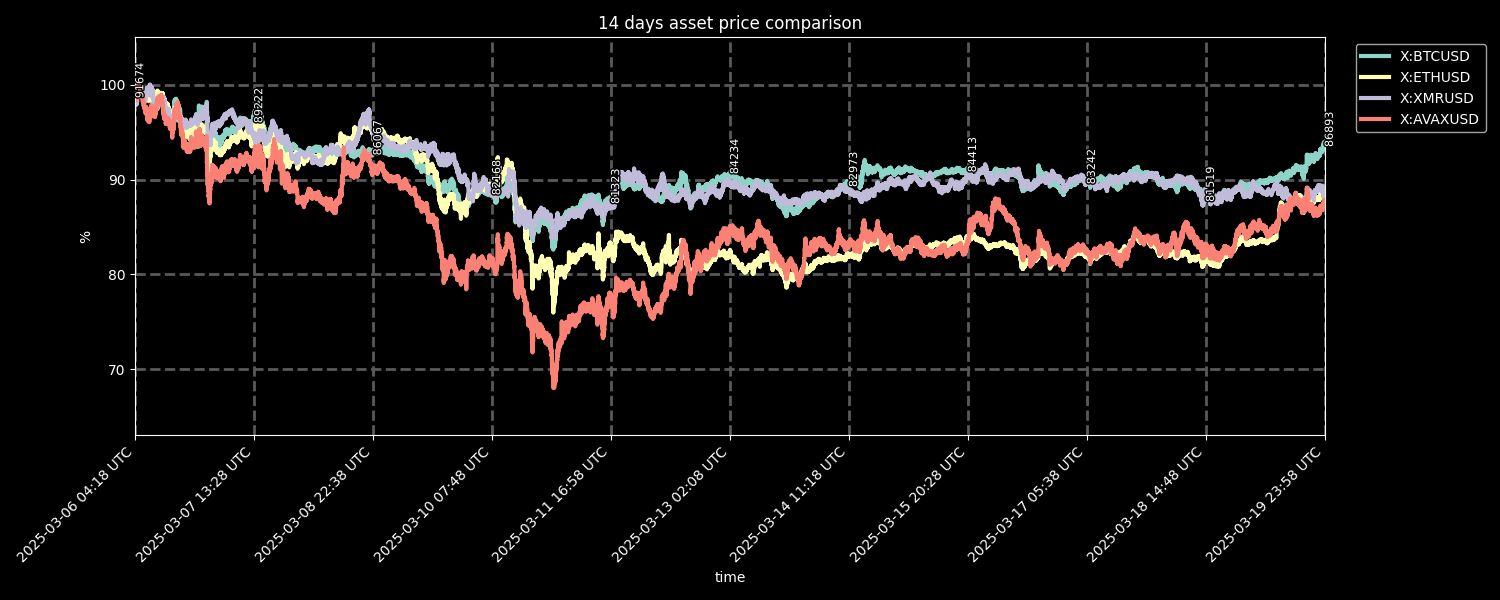 14 days asset price comparison
X:BTCUSD
X:ETHUSD
X:XMRUSD
X:AVAXUSD
%
100
90
80
70
91674
89222
86067
82168
81323
84234
82973
84413
83242
81519
86893
2025-03-06 04:18 UTC
2025-03-07 13:28 UTC
2025-03-08 22:38 UTC
2025-03-10 07:48 UTC
2025-03-11 16:58 UTC
2025-03-13 02:08 UTC
2025-03-14 11:18 UTC
2025-03-15 20:28 UTC
2025-03-17 05:38 UTC
2025-03-18 14:48 UTC
2025-03-19 23:58 UTC
time